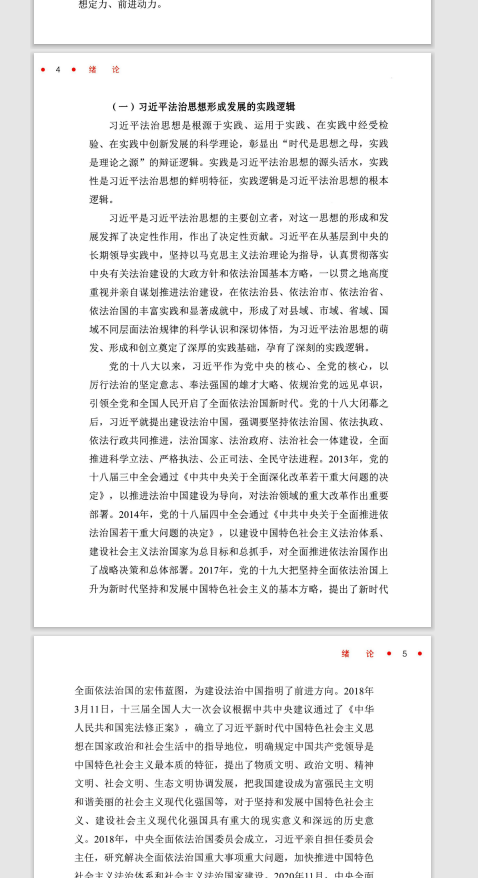 想定力、前进动力。
4 绪 论
（一）习近平法治思想形成发展的实践逻辑
习近平法治思想是根源于实践、运用于实践、在实践中经受检
验、在实践中创新发展的科学理论，彰显出“时代是思想之母，实践
是理论之源”的辩证逻辑。实践是习近平法治思想的源头活水，实践
性是习近平法治思想的鲜明特征，实践逻辑是习近平法治思想的根本
逻辑。
习近平是习近平法治思想的主要创立者，对这一思想的形成和发
展发挥了决定性作用，作出了决定性贡献。习近平在从基层到中央的
长期领导实践中，坚持以马克思主义法治理论为指导，认真贯彻落实
中央有关法治建设的大政方针和依法治国基本方略，一以贯之地高度
重视并亲自谋划推进法治建设，在依法治县、依法治市、依法治省、
依法治国的丰富实践和显著成就中，形成了对县域、市域、省域、国
域不同层面法治规律的科学认识和深切体悟，为习近平法治思想的萌
发、形成和创立奠定了深厚的实践基础，孕育了深刻的实践逻辑。
党的十八大以来，习近平作为党中央的核心、全党的核心，以
厉行法治的坚定意志、奉法强国的雄才大略、依规治党的远见卓识，
引领全党和全国人民开启了全面依法治国新时代。党的十八大闭幕之
后，习近平就提出建设法治中国，强调要坚持依法治国、依法执政、
依法行政共同推进，法治国家、法治政府、法治社会一体建设，全面
推进科学立法、严格执法、公正司法、全民守法进程。2013年，党的
十八届三中全会通过《中共中央关于全面深化改革若干重大问题的决
定》，以推进法治中国建设为导向，对法治领域的重大改革作出重要
部署。2014年，党的十八届四中全会通过《中共中央关于全面推进依
法治国若干重大问题的决定》，以建设中国特色社会主义法治体系、
建设社会主义法治国家为总目标和总抓手，对全面推进依法治国作出
了战略决策和总体部署。2017年，党的十九大把坚持全面依法治国上
升为新时代坚持和发展中国特色社会主义的基本方略，提出了新时代
绪 论 5
全面依法治国的宏伟蓝图，为建设法治中国指明了前进方向。2018年
3月11日，十三届全国人大一次会议根据中共中央建议通过了《中华
人民共和国宪法修正案》，确立了习近平新时代中国特色社会主义思
想在国家政治和社会生活中的指导地位，明确规定中国共产党领导是
中国特色社会主义最本质的特征，提出了物质文明、政治文明、精神
文明、社会文明、生态文明协调发展，把我国建设成为富强民主文明
和谐美丽的社会主义现代化强国等，对于坚持和发展中国特色社会主
义、建设社会主义现代化强国具有重大的现实意义和深远的历史意
义。2018年，中央全面依法治国委员会成立，习近平亲自担任委员会
主任，研究解决全面依法治国重大事项重大问题，加快推进中国特色
社会主义法治体系和社会主义法治国家建设。2020年11月，中央全面